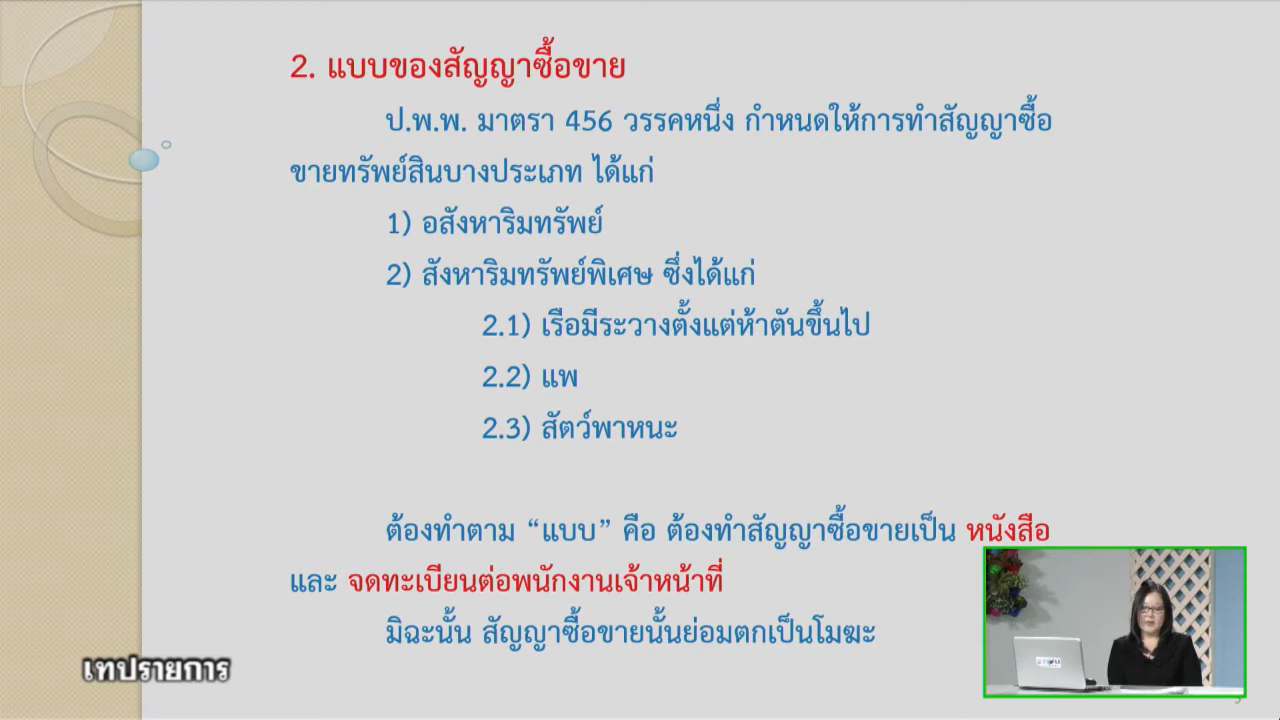 2. แบบของสัญญาซื้อขาย
ป.พ.พ. มาตรา 456 วรรคหนึ่ง กำหนดให้การทำสัญญาซื้อ
ขายทรัพย์สินบางประเภท ได้แก่
1) อสังหาริมทรัพย์
2) สังหาริมทรัพย์พิเศษ ซึ่งได้แก่
2.1) เรือมีระวางตั้งแต่ห้าตันขึ้นไป
2.2) แพ
2.3) สัตว์พาหนะ
ต้องทำตาม “แบบ” คือ ต้องทำสัญญาซื้อขายเป็น หนังสือ
และ จดทะเบียนต่อพนักงานเจ้าหน้าที่
มิฉะนั้น สัญญาซื้อขายนั้นย่อมตกเป็นโมฆะ
เทปรายการ